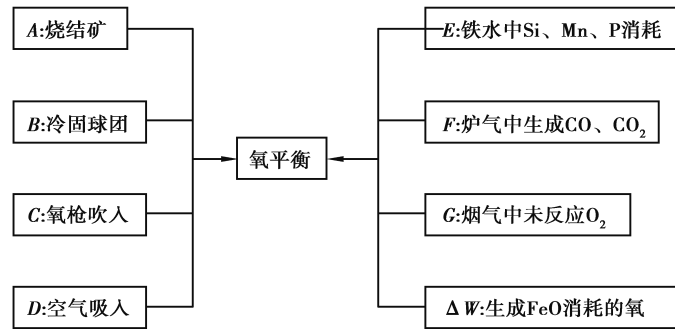 A:烧结矿
B:冷固球团
C:氧枪吹入
D:空气吸入
氧平衡
E:铁水中Si、Mn、P消耗
F:炉气中生成CO、CO₂
G:烟气中未反应O₂
ΔW:生成FeO消耗的氧